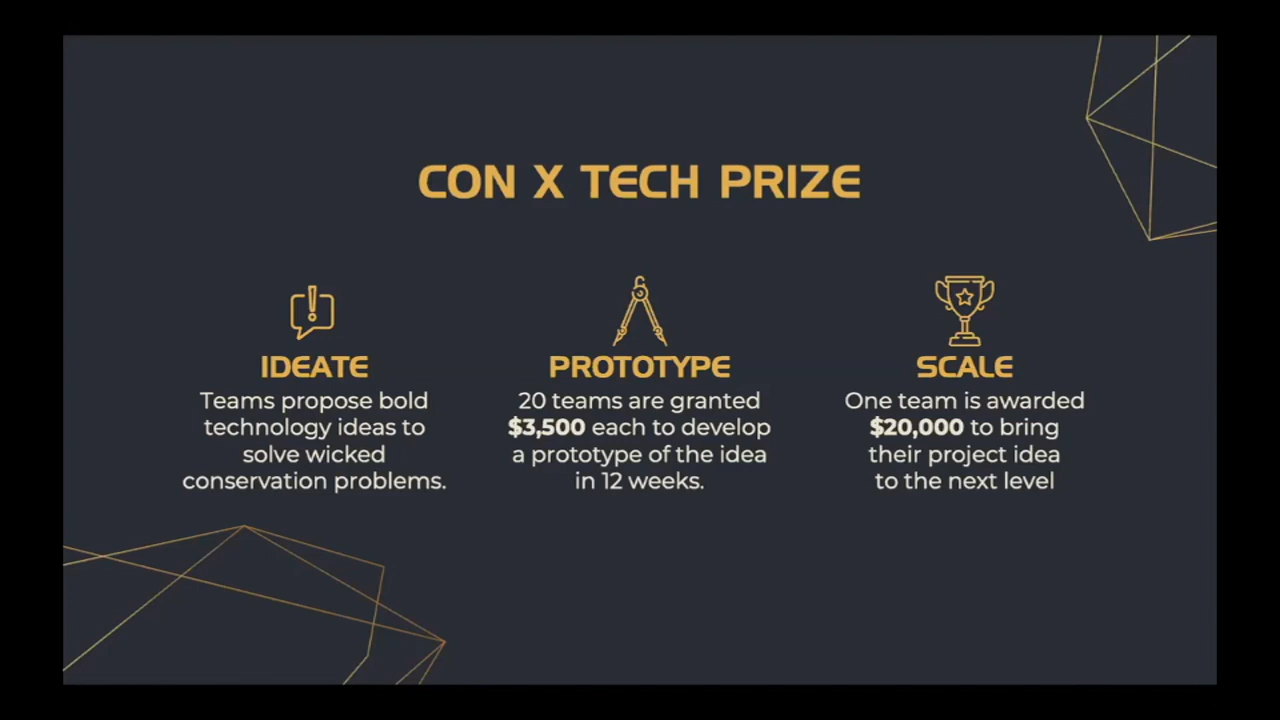 CON X TECH PRIZE
IDEATE
Teams propose bold
technology ideas to
solve wicked
conservation problems.
PROTOTYPE
20 teams are granted
$3,500 each to develop
a prototype of the idea
in 12 weeks.
SCALE
One team is awarded
$20,000 to bring
their project idea
to the next level